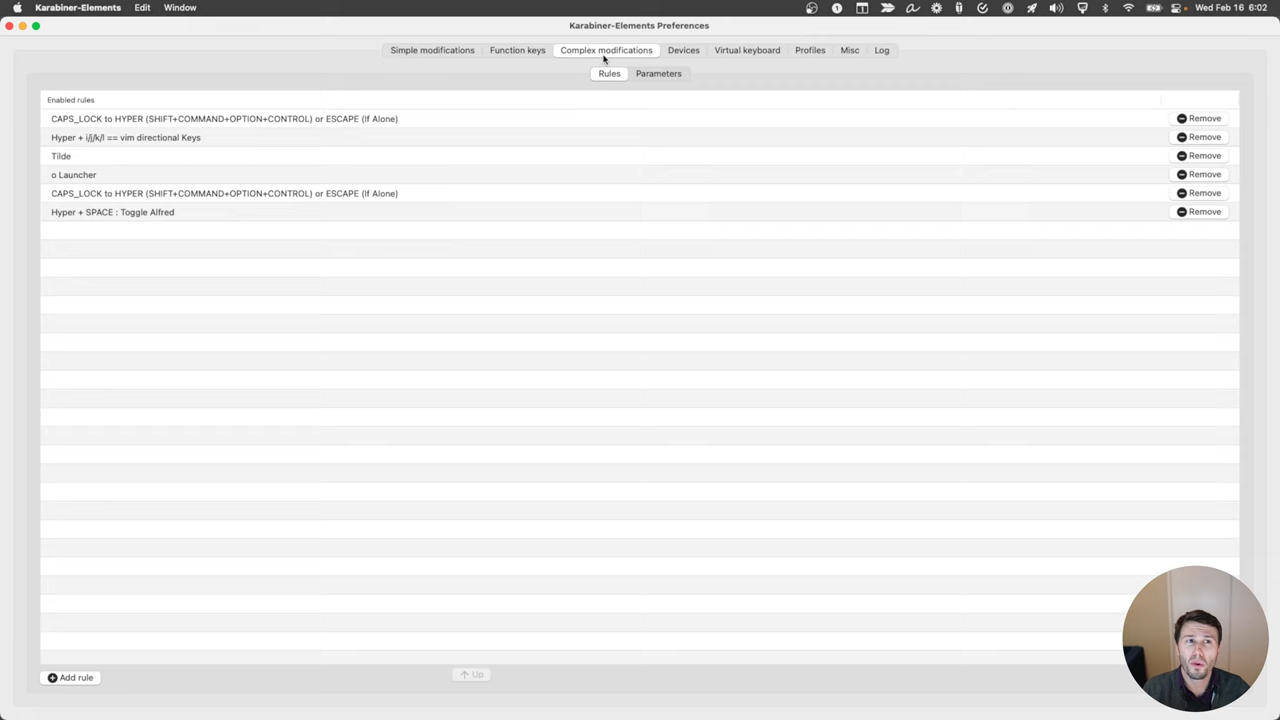 Karabiner-Elements Edit Window
Wed Feb 16 6:02
Karabiner-Elements Preferences
Simple modifications Function keys Complex modifications Devices Virtual keyboard Profiles Misc Log
Rules Parameters
Enabled rules
CAPS_LOCK to HYPER (SHIFT+COMMAND+OPTION+CONTROL) or ESCAPE (If Alone) Remove
Hyper + i/j/k/l == vim directional Keys Remove
Tilde Remove
o Launcher Remove
CAPS_LOCK to HYPER (SHIFT+COMMAND+OPTION+CONTROL) or ESCAPE (If Alone) Remove
Hyper + SPACE : Toggle Alfred Remove
Add rule
Up